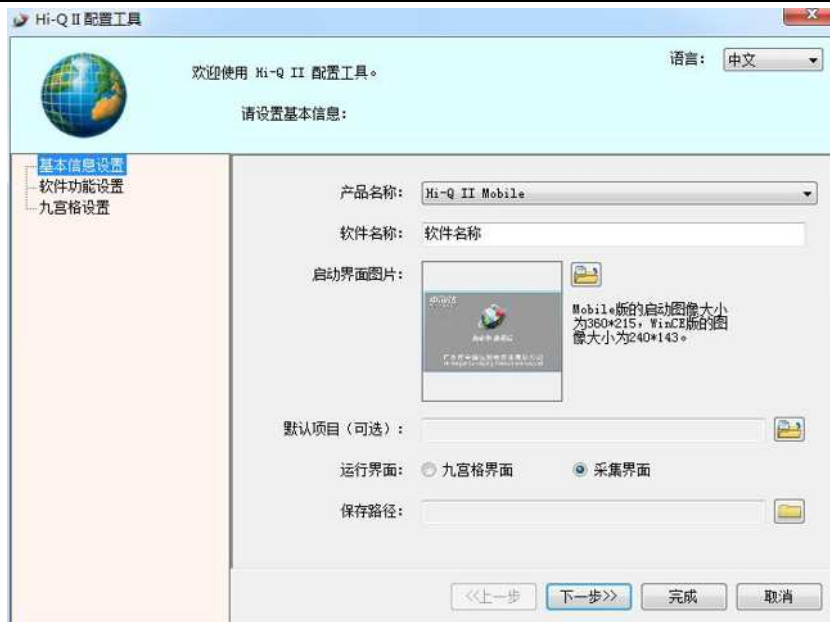 Hi-Q II 配置工具
欢迎使用 Hi-Q II 配置工具。
语言: 中文
请设置基本信息:
基本信息设置
软件功能设置
九宫格设置
产品名称: Hi-Q II Mobile
软件名称: 软件名称
启动界面图片:
Mobile版的启动图像大小
为360*215，WinCE版的图
像大小为240*143。
默认项目（可选）:
运行界面: 九宫格界面 采集界面
保存路径:
<<上一步 下一步>> 完成 取消